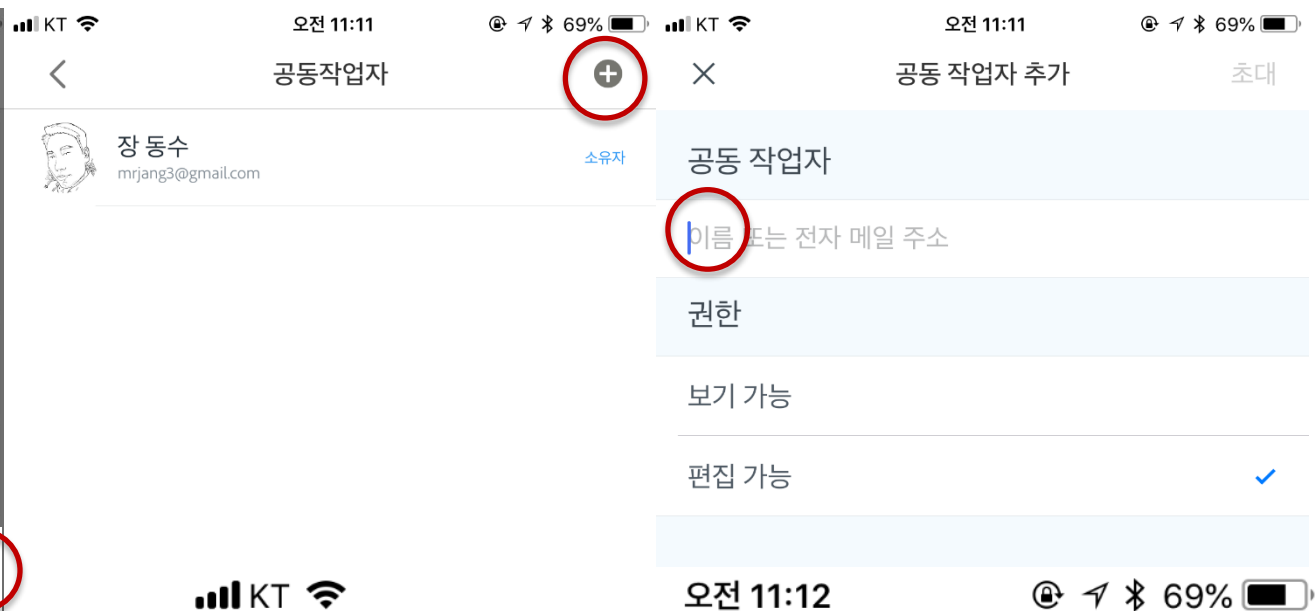 KT 오전 11:11 69%
공동작업자
장 동수
mrjang3@gmail.com
소유자
KT 오전 11:11 69%
공동 작업자 추가 초대
공동 작업자
이름 또는 전자 메일 주소
권한
보기 가능
편집 가능
KT 오전 11:12 69%